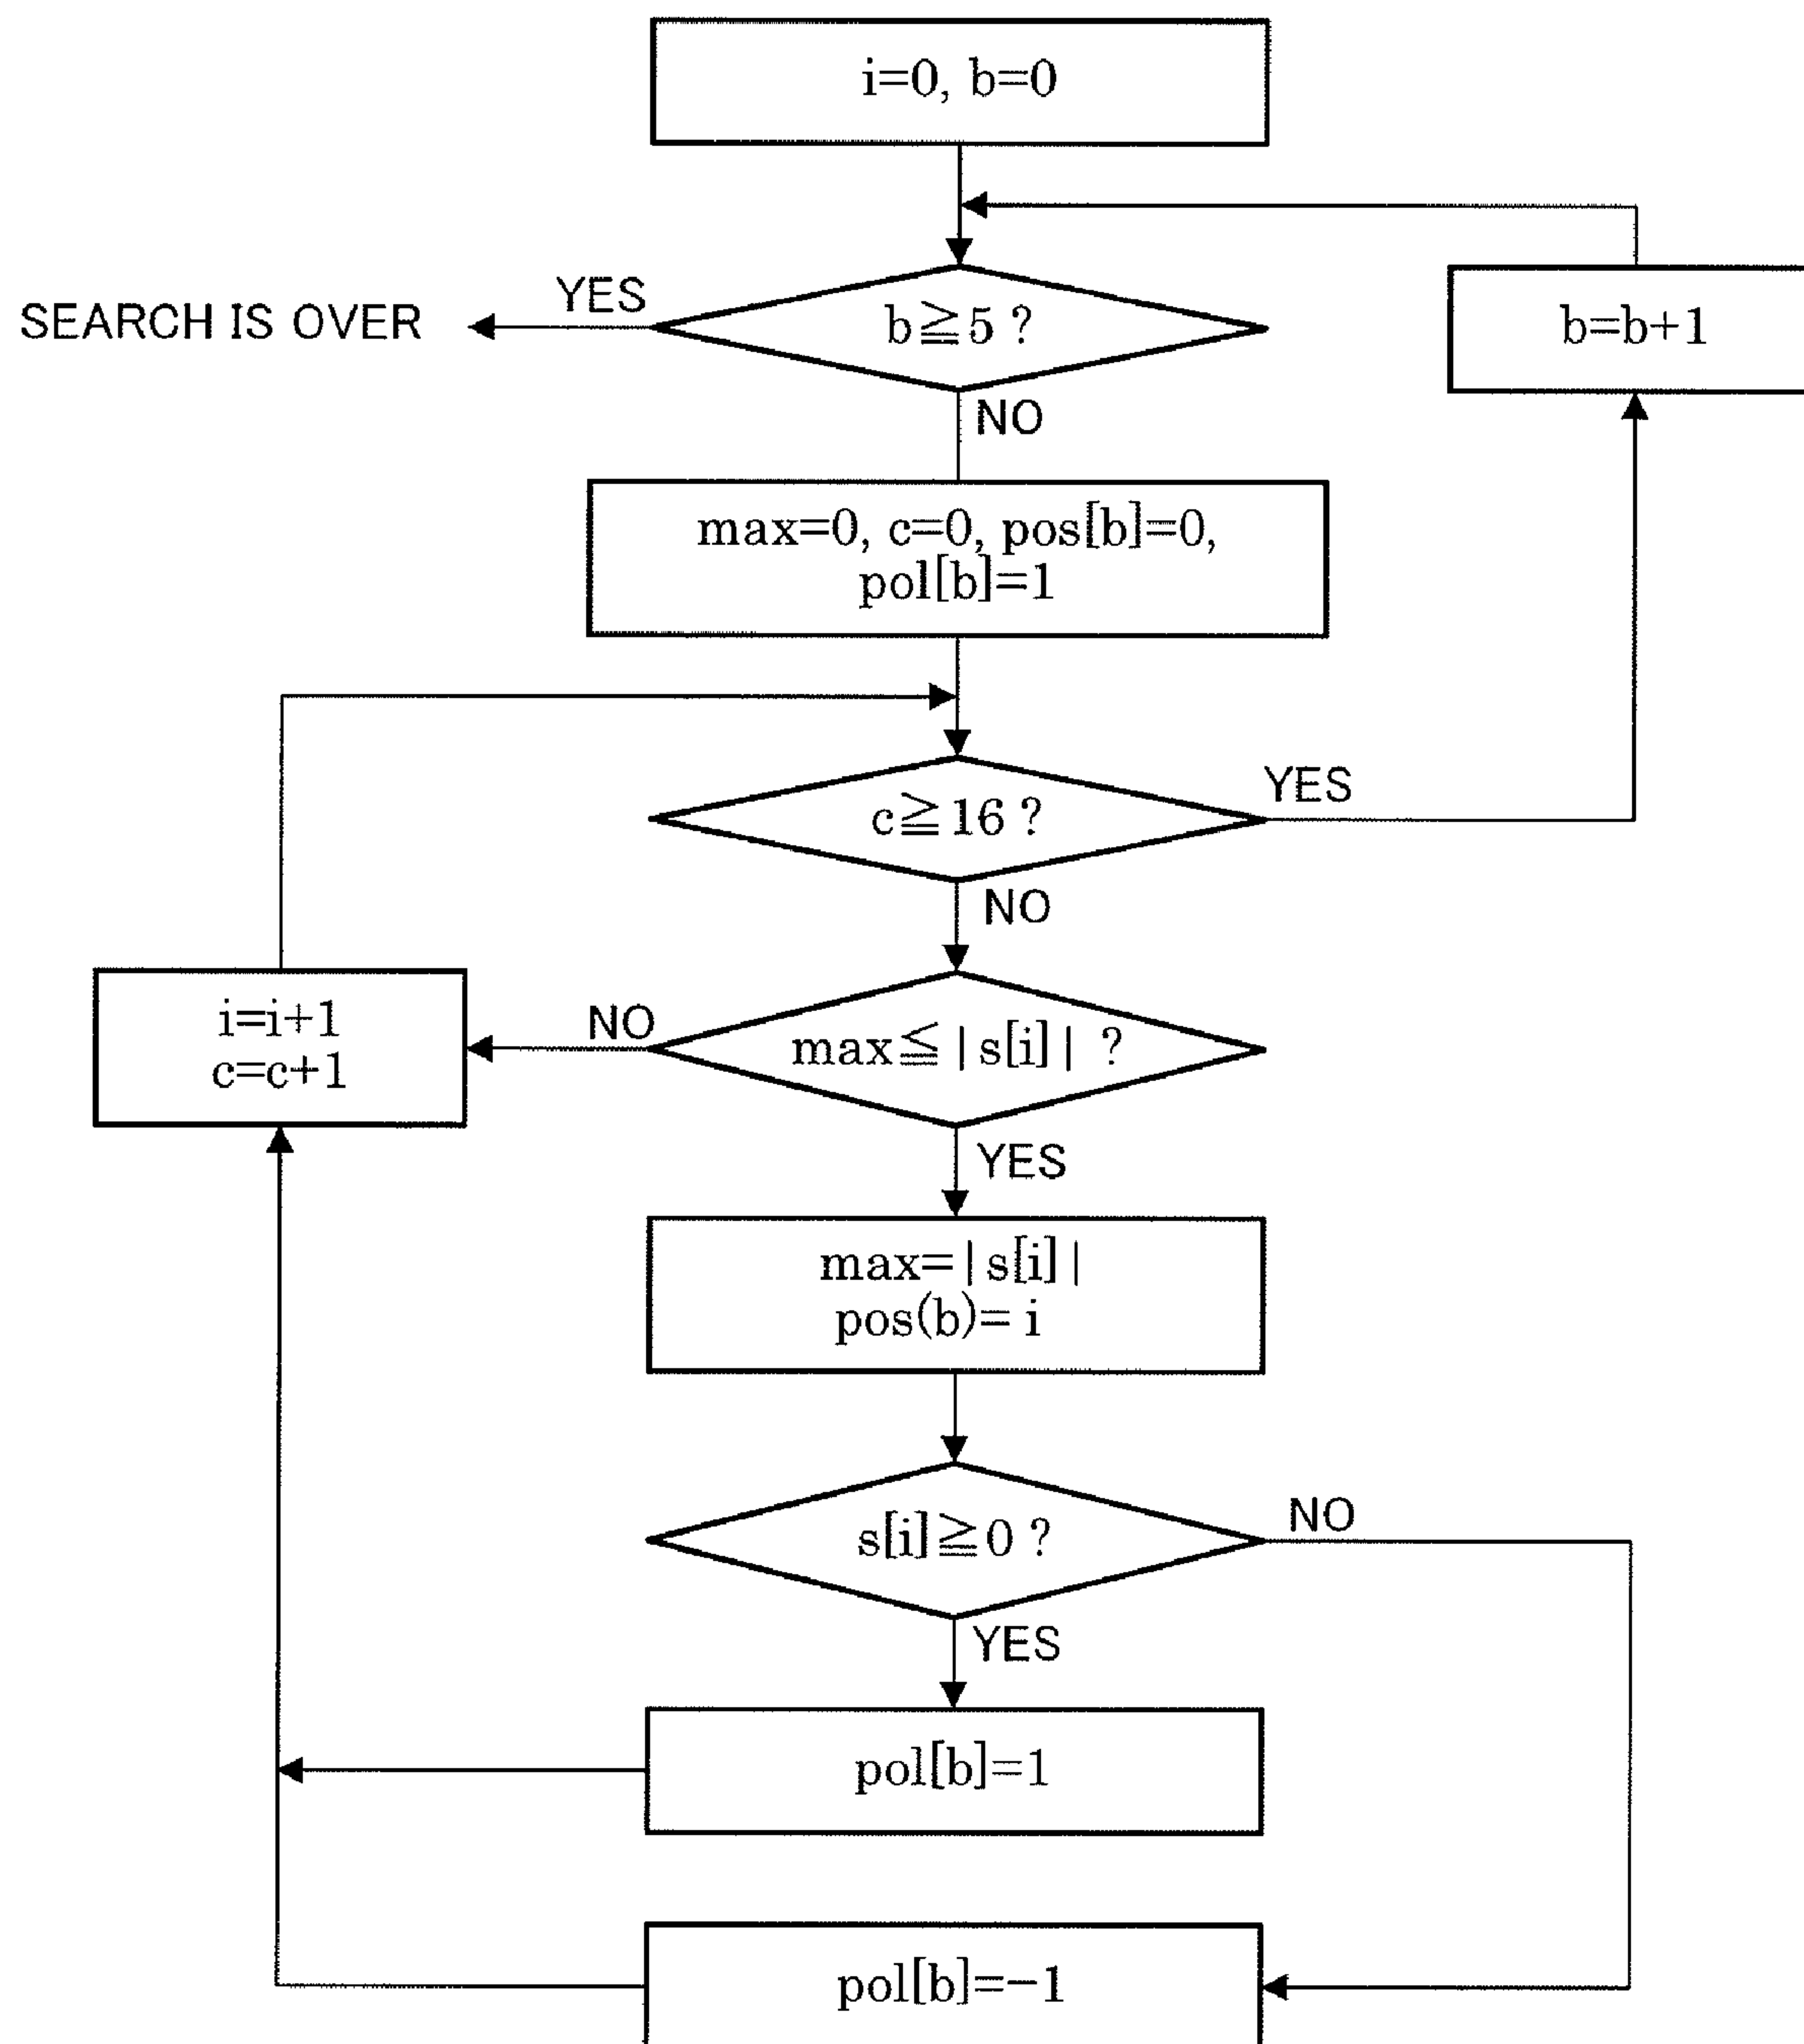 i=0, b=0
YES
SEARCH IS OVER
b≧5 ?
b=b+1
NO
max=0, c=0, pos[b]=0,
pol[b]=1
YES
c≧16 ?
NO
i=i+1
c=c+1
NO
max≦|s[i]| ?
YES
max=|s[i]|
pos(b)= i
NO
s[i]≧0 ?
YES
pol[b]=1
pol[b]=−1